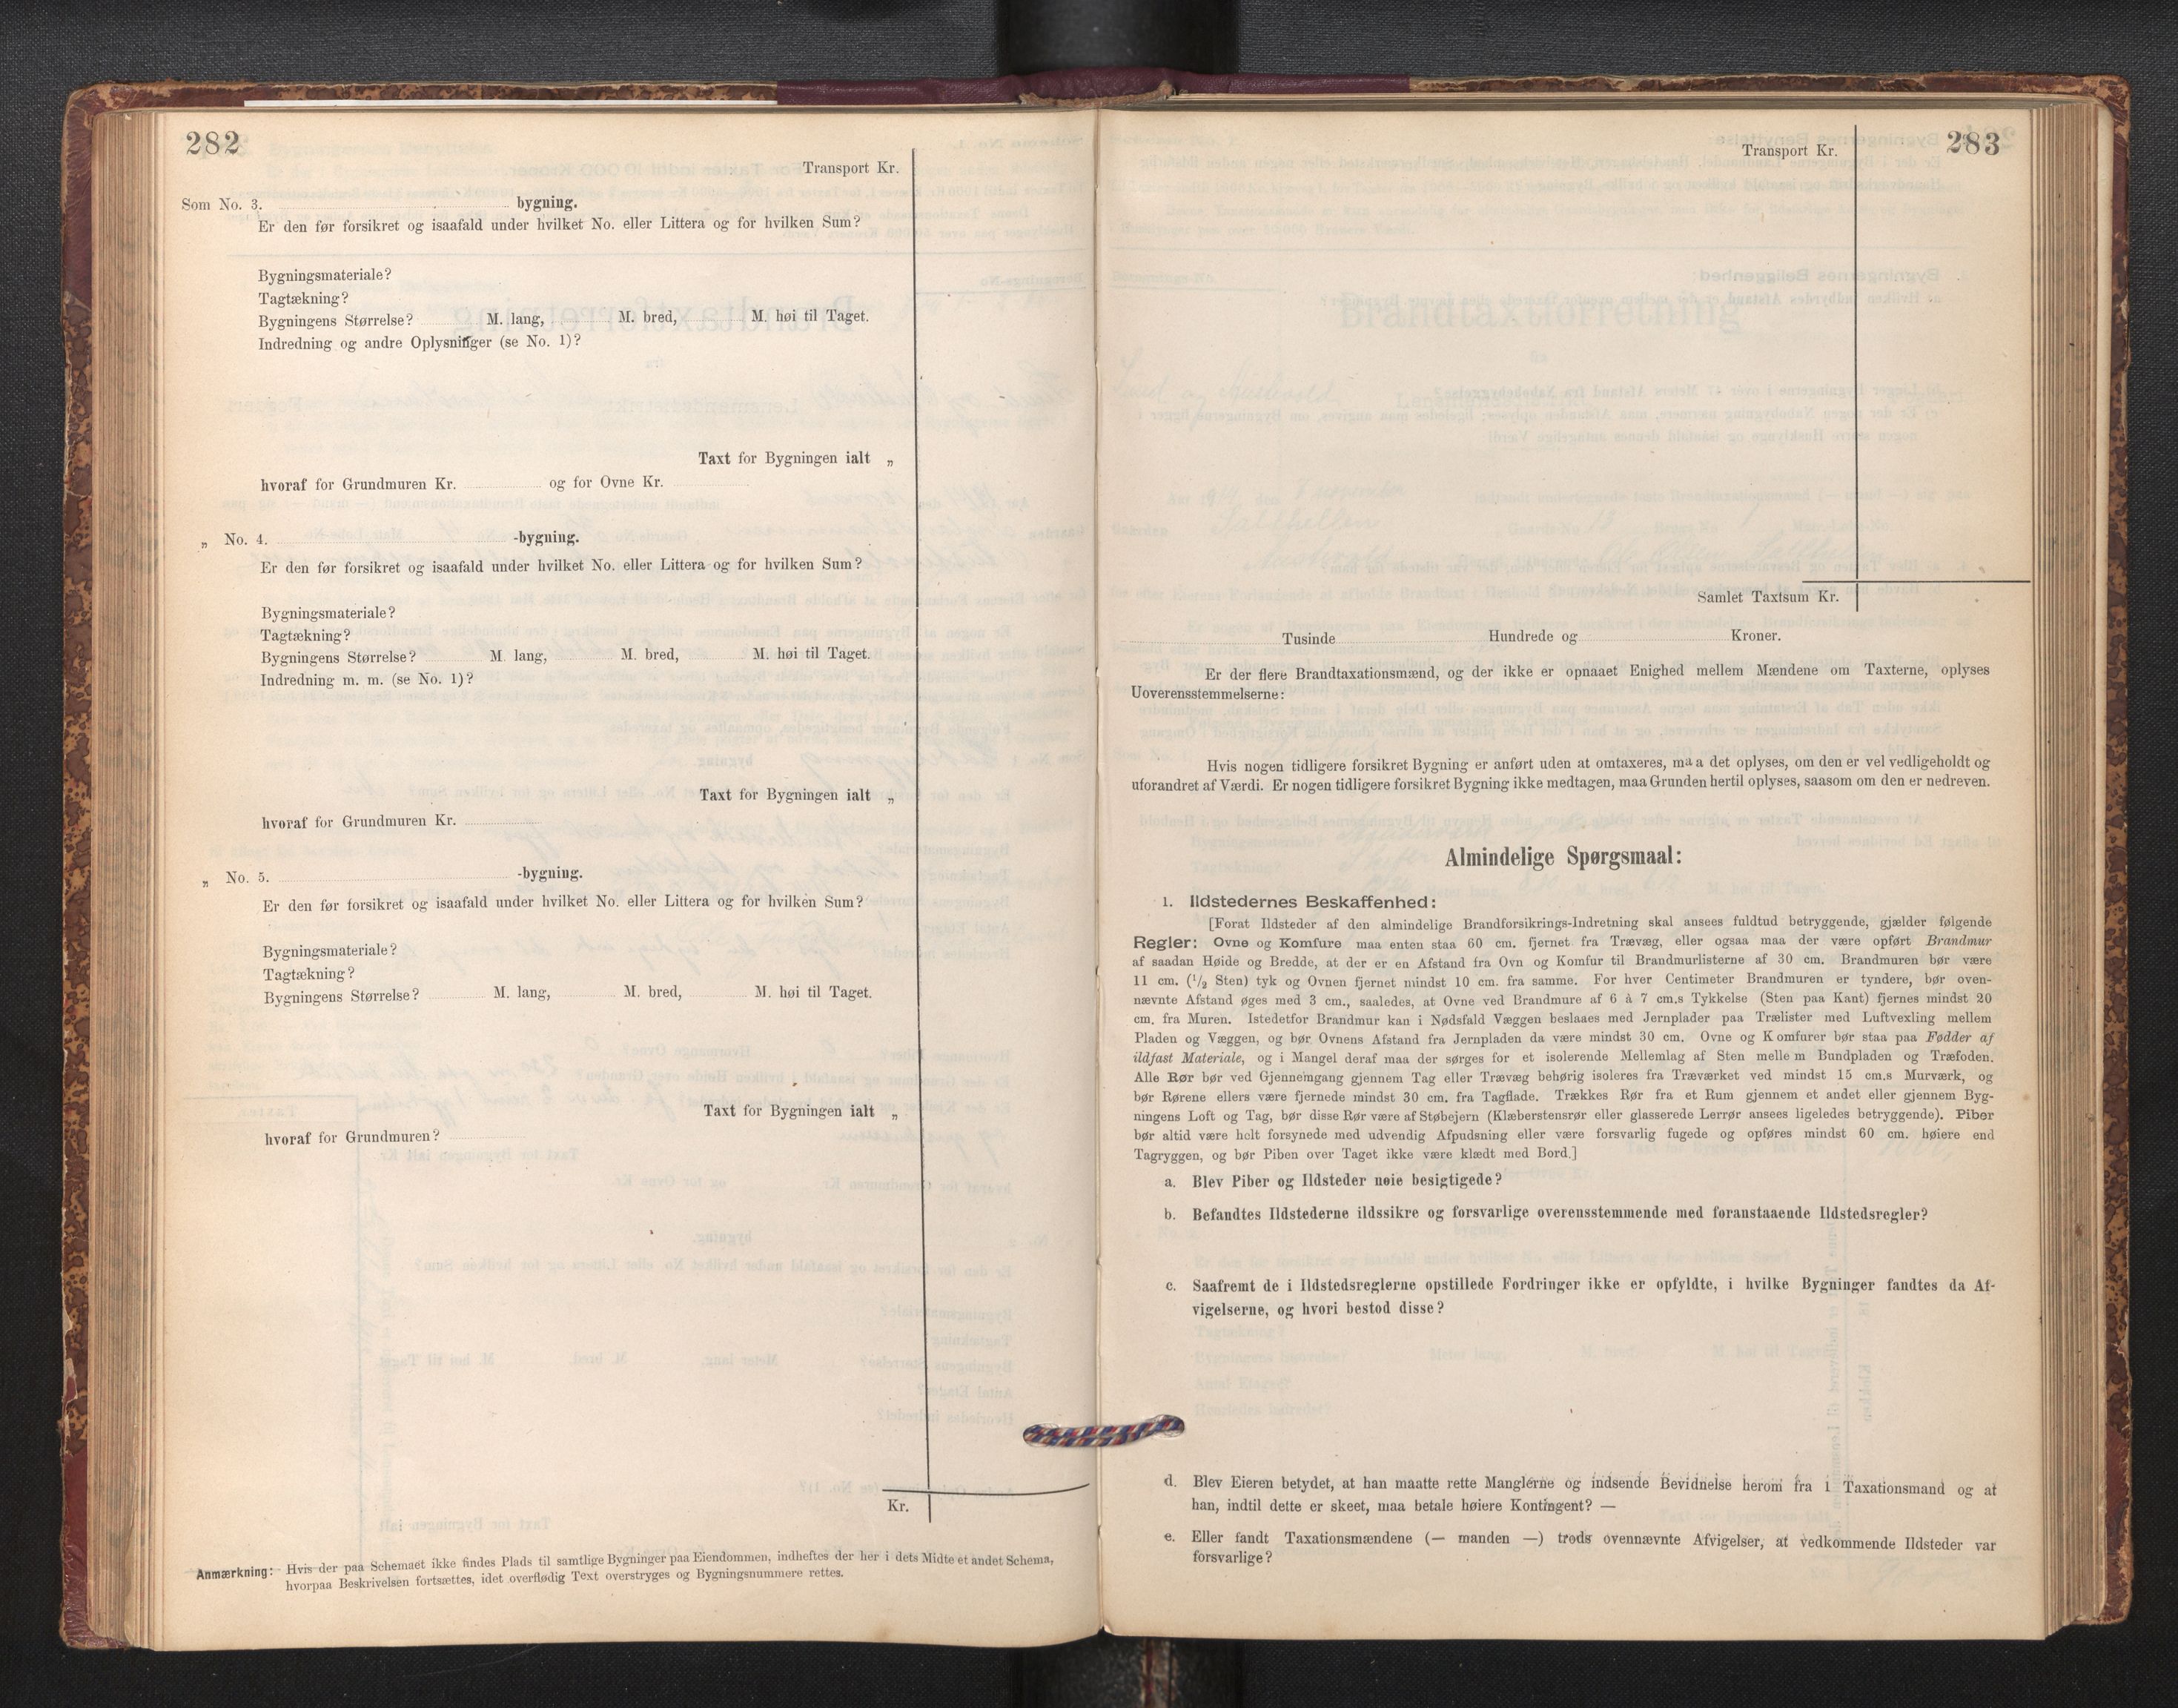 282
Transport Kr.
Som No. 3. bygning.
Er den før forsikret og isaafald under hvilket No. eller Littera og for hvilken Sum?
Bygningsmateriale?
Tagtækning?
Bygningens Størrelse? M. lang, M. bred, M. høi til Taget.
Indredning og andre Oplysninger (se No. 1)?
Taxt for Bygningen ialt „
hvoraf for Grundmuren Kr. og for Ovne Kr.
„ No. 4. -bygning.
Er den før forsikret og isaafald under hvilket No. eller Littera og for hvilken Sum?
Bygningsmateriale?
Tagtækning?
Bygningens Størrelse? M. lang, M. bred, M. høi til Taget.
Indredning m. m. (se No. 1)?
Taxt for Bygningen ialt „
hvoraf for Grundmuren Kr.
„ No. 5. -bygning.
Er den før forsikret og isaafald under hvilket No. eller Littera og for hvilken Sum?
Bygningsmateriale?
Tagtækning?
Bygningens Størrelse? M. lang, M. bred, M. høi til Taget.
Taxt for Bygningen ialt „
hvoraf for Grundmuren?
Kr.
Anmærkning: Hvis der paa Schemaet ikke findes Plads til samtlige Bygninger paa Eiendommen, indheftes der her i dets Midte et andet Schema,
hvorpaa Beskrivelsen fortsættes, idet overflødig Text overstryges og Bygningsnummere rettes.
283
Transport Kr.
Samlet Taxtsum Kr.
Tusinde Hundrede og Kroner.
Er der flere Brandtaxationsmænd, og der ikke er opnaaet Enighed mellem Mændene om Taxterne, oplyses
Uoverensstemmelserne:
Hvis nogen tidligere forsikret Bygning er anført uden at omtaxeres, maa det oplyses, om den er vel vedligeholdt og
uforandret af Værdi. Er nogen tidligere forsikret Bygning ikke medtagen, maa Grunden hertil oplyses, saasom om den er nedreven.
Almindelige Spørgsmaal:
1. Ildstedernes Beskaffenhed:
[Forat Ildsteder af den almindelige Brandforsikrings-Indretning skal ansees fuldtud betryggende, gjælder følgende
Regler: Ovne og Komfure maa enten staa 60 cm. fjernet fra Trævæg, eller ogsaa maa der være opført Brandmur
af saadan Høide og Bredde, at der er en Afstand fra Ovn og Komfur til Brandmurlisterne af 30 cm. Brandmuren bør være
11 cm. (1/2 Sten) tyk og Ovnen fjernet mindst 10 cm. fra samme. For hver Centimeter Brandmuren er tyndere, bør oven-
nævnte Afstand øges med 3 cm., saaledes, at Ovne ved Brandmure af 6 à 7 cm.s Tykkelse (Sten paa Kant) fjernes mindst 20
cm. fra Muren. Istedetfor Brandmur kan i Nødsfald Væggen beslaaes med Jernplader paa Trælister med Luftvexling mellem
Pladen og Væggen, og bør Ovnens Afstand fra Jernpladen da være mindst 30 cm. Ovne og Komfurer bør staa paa Fødder af
ildfast Materiale, og i Mangel deraf maa der sørges for et isolerende Mellemlag af Sten mellem Bundpladen og Træfoden.
Alle Rør bør ved Gjennemgang gjennem Tag eller Trævæg behørig isoleres fra Træværket ved mindst 15 cm.s Murværk, og
bør Rørene ellers være fjernede mindst 30 cm. fra Tagflade. Trækkes Rør fra et Rum gjennem et andet eller gjennem Byg-
ningens Loft og Tag, bør disse Rør være af Støbejern (Klæberstensrør eller glasserede Lerrør ansees ligeledes betryggende). Piber
bør altid være helt forsynede med udvendig Afpudsning eller være forsvarlig fugede og opføres mindst 60 cm. høiere end
Tagryggen, og bør Piben over Taget ikke være klædt med Bord.]
a. Blev Piber og Ildsteder nøie besigtigede?
b. Befandtes Ildstederne ildssikre og forsvarlige overensstemmende med foranstaaende Ildstedsregler?
c. Saafremt de i Ildstedsreglerne opstillede Fordringer ikke er opfyldte, i hvilke Bygninger fandtes da Af-
vigelserne, og hvori bestod disse?
d. Blev Eieren betydet, at han maatte rette Manglerne og indsende Bevidnelse herom fra 1 Taxationsmand og at
han, indtil dette er skeet, maa betale høiere Kontingent? —
e. Eller fandt Taxationsmændene (— manden —) trods ovennævnte Afvigelser, at vedkommende Ildsteder var
forsvarlige?